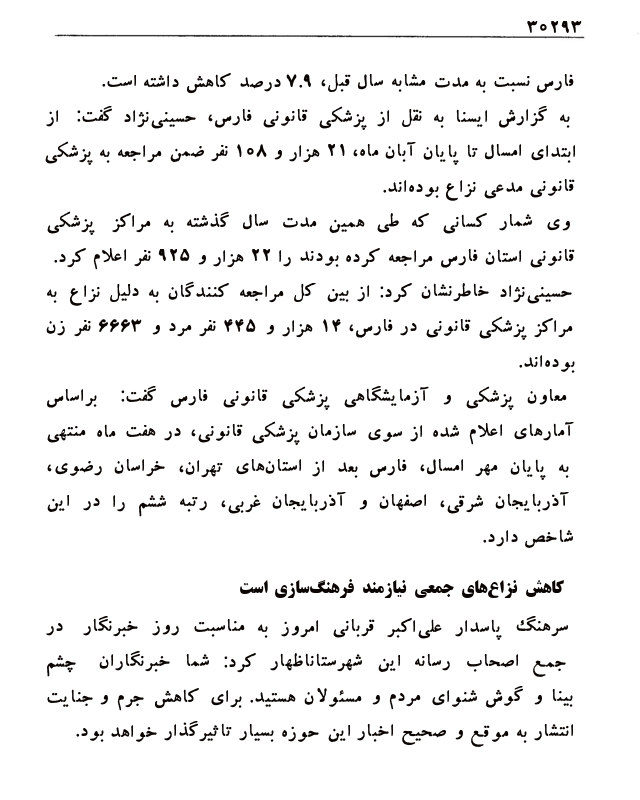 ۳۰۲۹۳
فارس نسبت به مدت مشابه سال قبل، ۷.۹ درصد کاهش داشته است.
به گزارش ایسنا به نقل از پزشکی قانونی فارس، حسینی‌نژاد گفت: از
ابتدای امسال تا پایان آبان ماه، ۲۱ هزار و ۱۰۸ نفر ضمن مراجعه به پزشکی
قانونی مدعی نزاع بوده‌اند.
وی شمار کسانی که طی همین مدت سال گذشته به مراکز پزشکی
قانونی استان فارس مراجعه کرده بودند را ۲۲ هزار و ۹۲۵ نفر اعلام کرد.
حسینی‌نژاد خاطرنشان کرد: از بین کل مراجعه کنندگان به دلیل نزاع به
مراکز پزشکی قانونی در فارس، ۱۴ هزار و ۴۴۵ نفر مرد و ۶۶۶۳ نفر زن
بوده‌اند.
معاون پزشکی و آزمایشگاهی پزشکی قانونی فارس گفت: براساس
آمارهای اعلام شده از سوی سازمان پزشکی قانونی، در هفت ماه منتهی
به پایان مهر امسال، فارس بعد از استان‌های تهران، خراسان رضوی،
آذربایجان شرقی، اصفهان و آذربایجان غربی، رتبه ششم را در این
شاخص دارد.
کاهش نزاع‌های جمعی نیازمند فرهنگ‌سازی است
سرهنگ پاسدار علی‌اکبر قربانی امروز به مناسبت روز خبرنگار در
جمع اصحاب رسانه این شهرستاناظهار کرد: شما خبرنگاران چشم
بینا و گوش شنوای مردم و مسئولان هستید. برای کاهش جرم و جنایت
انتشار به موقع و صحیح اخبار این حوزه بسیار تاثیرگذار خواهد بود.